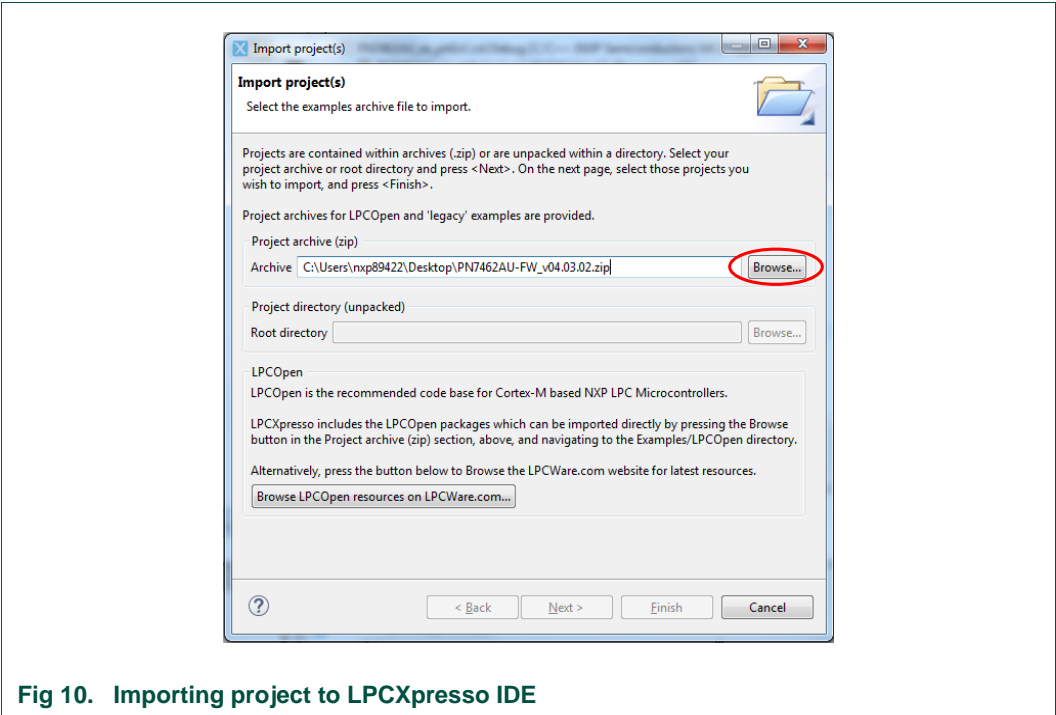 Import project(s)
Import project(s)
Select the examples archive file to import.
Projects are contained within archives (.zip) or are unpacked within a directory. Select your
project archive or root directory and press <Next>. On the next page, select those projects you
wish to import, and press <Finish>.
Project archives for LPCOpen and 'legacy' examples are provided.
Project archive (zip)
Archive C:\Users\nxp89422\Desktop\PN7462AU-FW_v04.03.02.zip Browse...
Project directory (unpacked)
Root directory Browse...
LPCOpen
LPCOpen is the recommended code base for Cortex-M based NXP LPC Microcontrollers.
LPCXpresso includes the LPCOpen packages which can be imported directly by pressing the Browse
button in the Project archive (zip) section, above, and navigating to the Examples/LPCOpen directory.
Alternatively, press the button below to Browse the LPCWare.com website for latest resources.
Browse LPCOpen resources on LPCWare.com...
? < Back Next > Finish Cancel
Fig 10. Importing project to LPCXpresso IDE